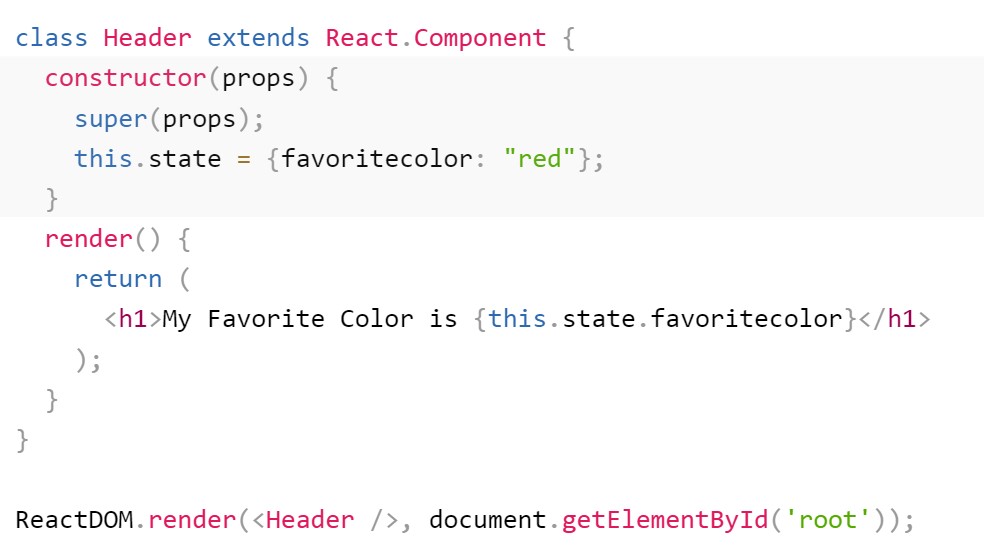 class Header extends React.Component {
  constructor(props) {
    super(props);
    this.state = {favoritecolor: "red"};
  }
  render() {
    return (
      <h1>My Favorite Color is {this.state.favoritecolor}</h1>
    );
  }
}

ReactDOM.render(<Header />, document.getElementById('root'));